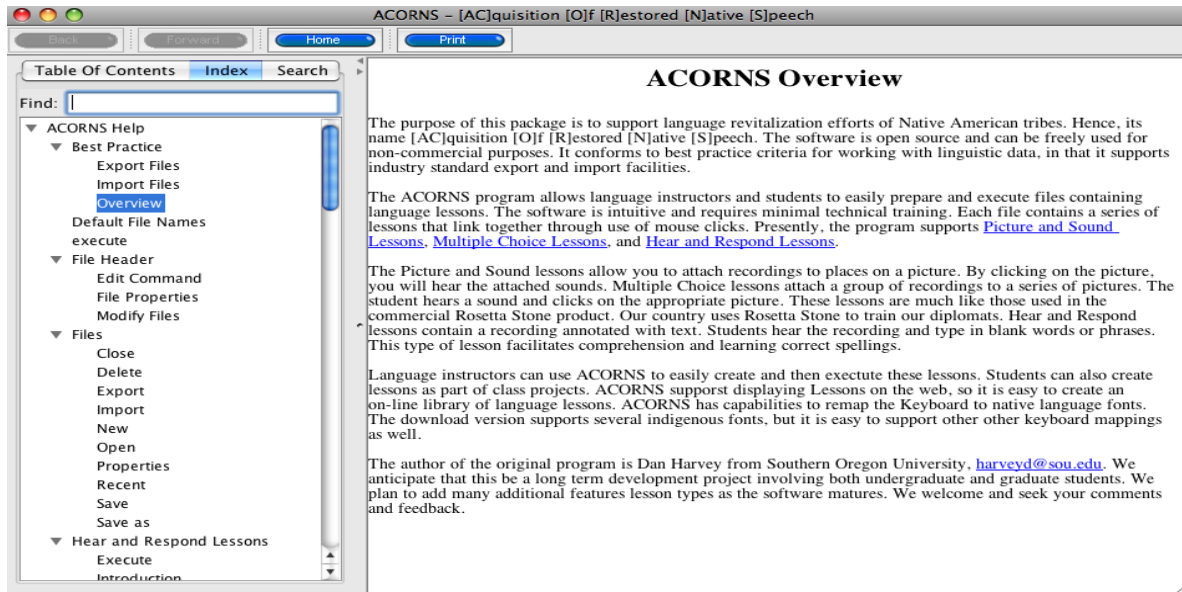 ACORNS – [AC]quisition [O]f [R]estored [N]ative [S]peech
Back Forward Home Print
Table Of Contents Index Search
Find:
ACORNS Help
Best Practice
Export Files
Import Files
Overview
Default File Names
execute
File Header
Edit Command
File Properties
Modify Files
Files
Close
Delete
Export
Import
New
Open
Properties
Recent
Save
Save as
Hear and Respond Lessons
Execute
Introduction
ACORNS Overview
The purpose of this package is to support language revitalization efforts of Native American tribes. Hence, its
name [AC]quisition [O]f [R]estored [N]ative [S]peech. The software is open source and can be freely used for
non-commercial purposes. It conforms to best practice criteria for working with linguistic data, in that it supports
industry standard export and import facilities.
The ACORNS program allows language instructors and students to easily prepare and execute files containing
language lessons. The software is intuitive and requires minimal technical training. Each file contains a series of
lessons that link together through use of mouse clicks. Presently, the program supports Picture and Sound
Lessons, Multiple Choice Lessons, and Hear and Respond Lessons.
The Picture and Sound lessons allow you to attach recordings to places on a picture. By clicking on the picture,
you will hear the attached sounds. Multiple Choice lessons attach a group of recordings to a series of pictures. The
student hears a sound and clicks on the appropriate picture. These lessons are much like those used in the
commercial Rosetta Stone product. Our country uses Rosetta Stone to train our diplomats. Hear and Respond
lessons contain a recording annotated with text. Students hear the recording and type in blank words or phrases.
This type of lesson facilitates comprehension and learning correct spellings.
Language instructors can use ACORNS to easily create and then exectute these lessons. Students can also create
lessons as part of class projects. ACORNS supporst displaying Lessons on the web, so it is easy to create an
on-line library of language lessons. ACORNS has capabilities to remap the Keyboard to native language fonts.
The download version supports several indigenous fonts, but it is easy to support other other keyboard mappings
as well.
The author of the original program is Dan Harvey from Southern Oregon University, harveyd@sou.edu. We
anticipate that this be a long term development project involving both undergraduate and graduate students. We
plan to add many additional features lesson types as the software matures. We welcome and seek your comments
and feedback.